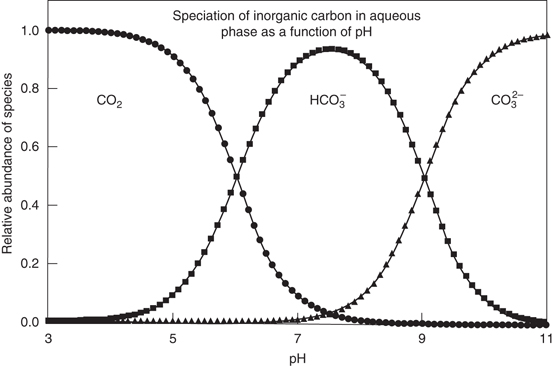 Speciation of inorganic carbon in aqueous
phase as a function of pH
Relative abundance of species
1.0
0.8
0.6
0.4
0.2
0.0
CO₂
HCO₃⁻
CO₃²⁻
3
5
7
9
11
pH